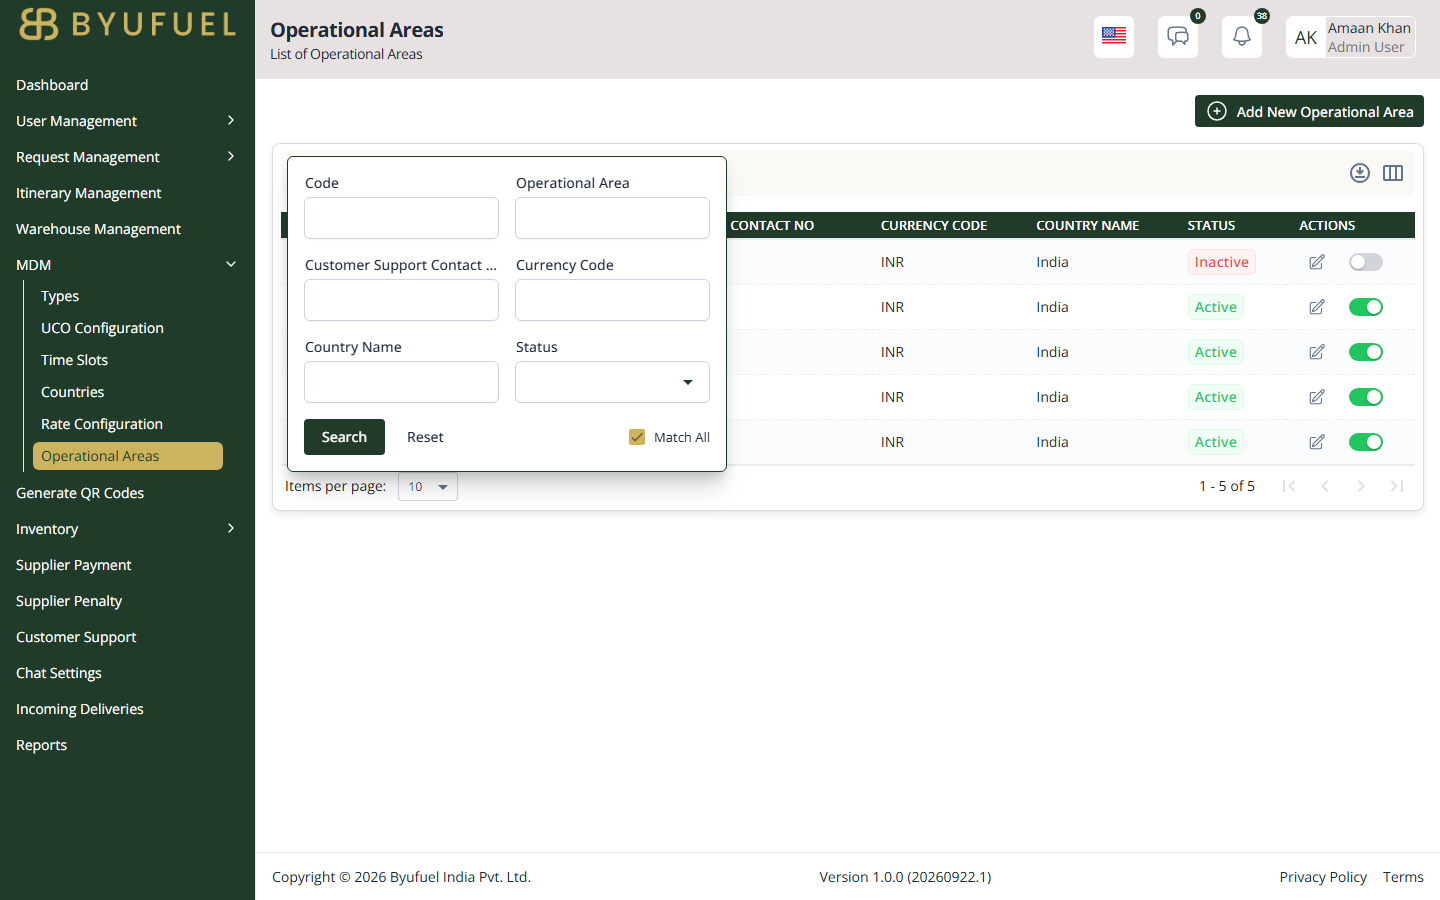 BYUFUEL
Operational Areas
List of Operational Areas
0
38
AK
Amaan Khan
Admin User
Dashboard
User Management
Request Management
Itinerary Management
Warehouse Management
MDM
Types
UCO Configuration
Time Slots
Countries
Rate Configuration
Operational Areas
Generate QR Codes
Inventory
Supplier Payment
Supplier Penalty
Customer Support
Chat Settings
Incoming Deliveries
Reports
Add New Operational Area
Code
Operational Area
Customer Support Contact ...
Currency Code
Country Name
Status
Search
Reset
Match All
CONTACT NO CURRENCY CODE COUNTRY NAME STATUS ACTIONS
INR India Inactive
INR India Active
INR India Active
INR India Active
INR India Active
Items per page: 10
1 - 5 of 5
Copyright © 2026 Byufuel India Pvt. Ltd.
Version 1.0.0 (20260922.1)
Privacy Policy
Terms